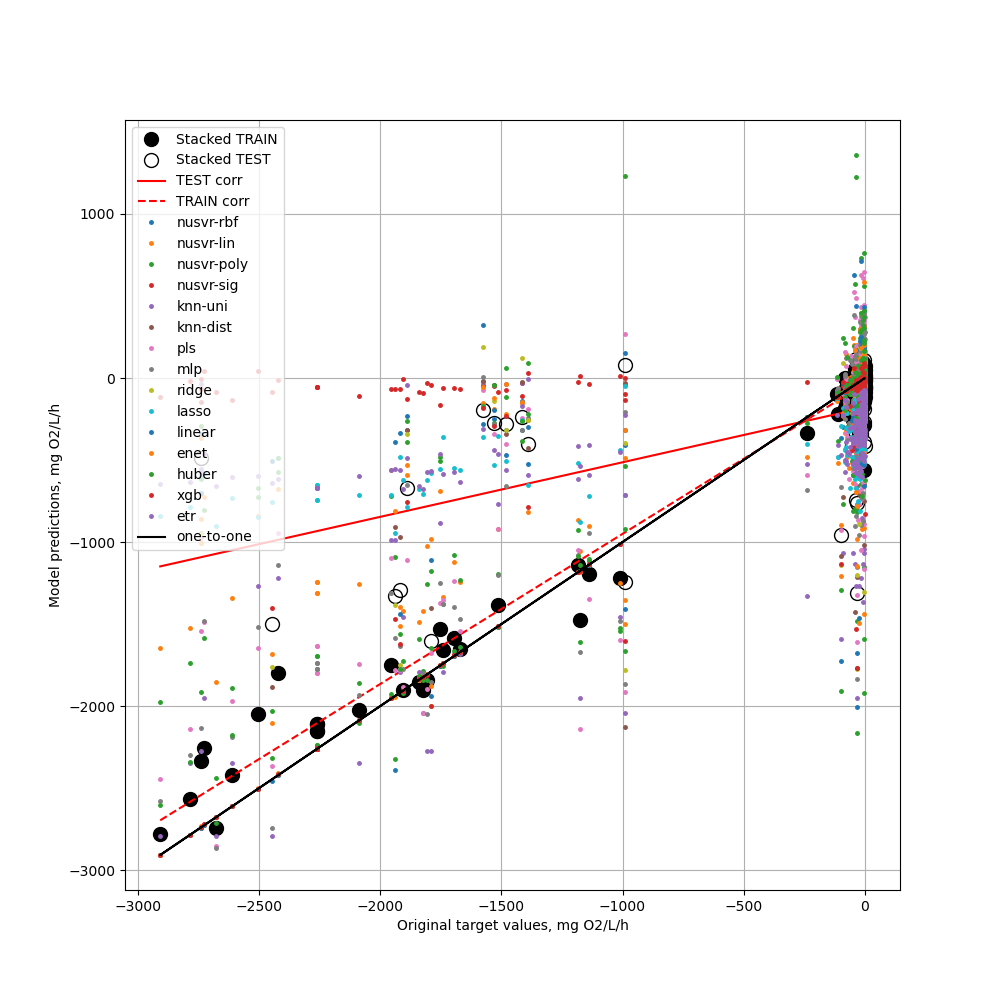 Stacked TRAIN
Stacked TEST
TEST corr
TRAIN corr
nusvr-rbf
nusvr-lin
nusvr-poly
nusvr-sig
knn-uni
knn-dist
pls
mlp
ridge
lasso
linear
enet
huber
xgb
etr
one-to-one
1000
0
−1000
−2000
−3000
Model predictions, mg O2/L/h
−3000 −2500 −2000 −1500 −1000 −500 0
Original target values, mg O2/L/h